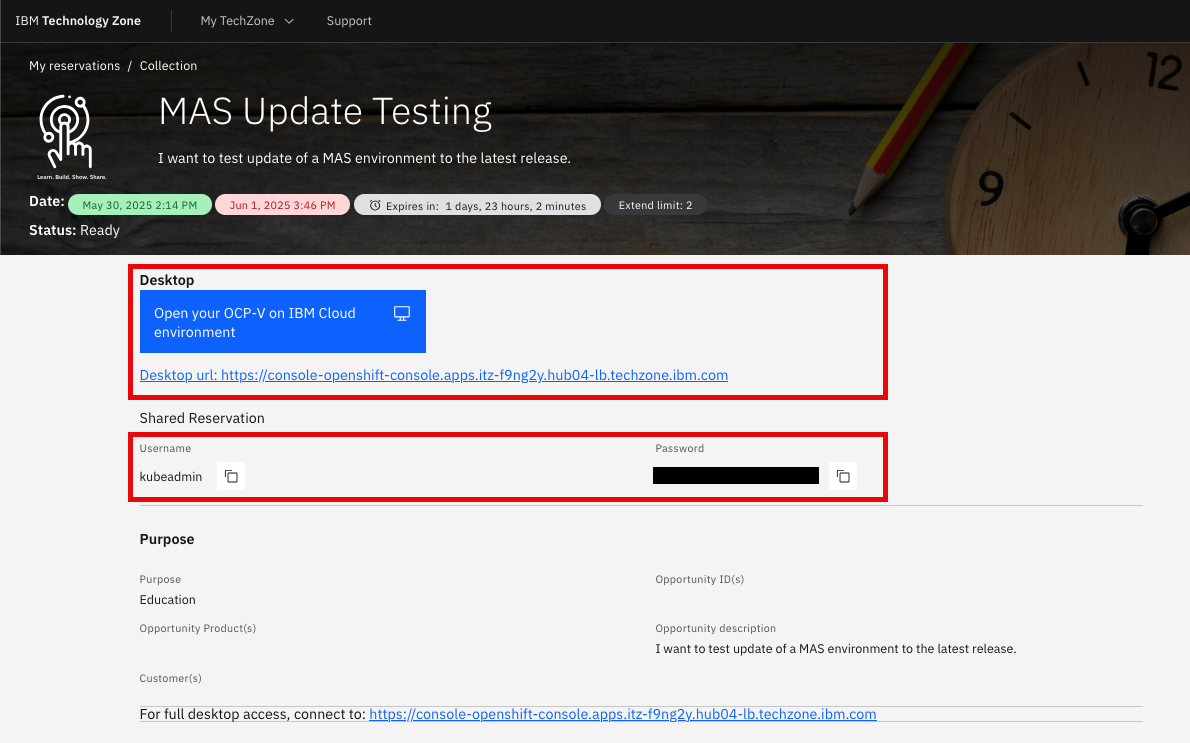 IBM Technology Zone
My TechZone
Support
My reservations / Collection
MAS Update Testing
I want to test update of a MAS environment to the latest release.
Learn. Build. Show. Share.
Date: May 30, 2025 2:14 PM Jun 1, 2025 3:46 PM Expires in: 1 days, 23 hours, 2 minutes Extend limit: 2
Status: Ready
12
9
Desktop
Open your OCP-V on IBM Cloud
environment
Desktop url: https://console-openshift-console.apps.itz-f9ng2y.hub04-lb.techzone.ibm.com
Shared Reservation
Username
Password
kubeadmin
Purpose
Purpose
Opportunity ID(s)
Education
Opportunity Product(s)
Opportunity description
I want to test update of a MAS environment to the latest release.
Customer(s)
For full desktop access, connect to: https://console-openshift-console.apps.itz-f9ng2y.hub04-lb.techzone.ibm.com